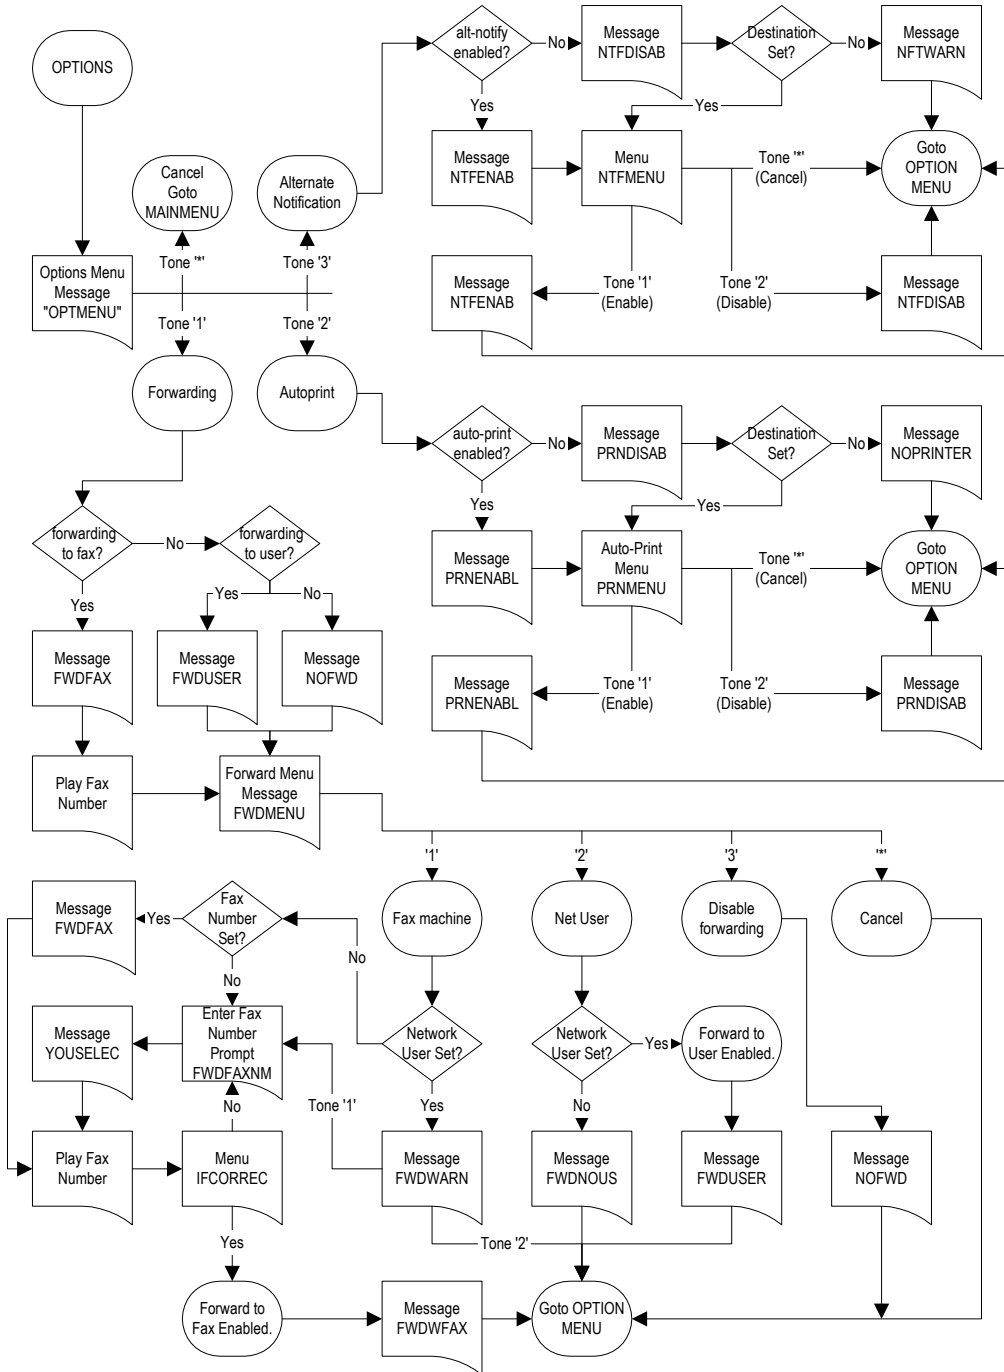 OPTIONS
alt-notify
enabled?
No
Message
NTFDISAB
Destination
Set?
No
Message
NFTWARN
Yes
Yes
Cancel
Goto
MAINMENU
Alternate
Notification
Message
NTFENAB
Menu
NTFMENU
Tone '*'
(Cancel)
Goto
OPTION
MENU
Tone '*'
Tone '3'
Options Menu
Message
"OPTMENU"
Message
NTFENAB
Tone '1'
(Enable)
Tone '2'
(Disable)
Message
NTFDISAB
Tone '1'
Tone '2'
Forwarding
Autoprint
auto-print
enabled?
No
Message
PRNDISAB
Destination
Set?
No
Message
NOPRINTER
Yes
Yes
forwarding
to fax?
No
forwarding
to user?
Message
PRNENABL
Auto-Print
Menu
PRNMENU
Tone '*'
(Cancel)
Goto
OPTION
MENU
Yes
Yes
No
Message
FWDFAX
Message
FWDUSER
Message
NOFWD
Message
PRNENABL
Tone '1'
(Enable)
Tone '2'
(Disable)
Message
PRNDISAB
Play Fax
Number
Forward Menu
Message
FWDMENU
'1'
'2'
'3'
'*'
Message
FWDFAX
Yes
Fax
Number
Set?
Fax machine
Net User
Disable
forwarding
Cancel
No
No
Message
YOUSELEC
Enter Fax
Number
Prompt
FWDFAXNM
Network
User Set?
Network
User Set?
Yes
Forward to
User Enabled.
No
Tone '1'
Yes
No
Play Fax
Number
Menu
IFCORREC
Message
FWDWARN
Message
FWDNOUS
Message
FWDUSER
Message
NOFWD
Yes
Tone '2'
Forward to
Fax Enabled.
Message
FWDWFAX
Goto OPTION
MENU